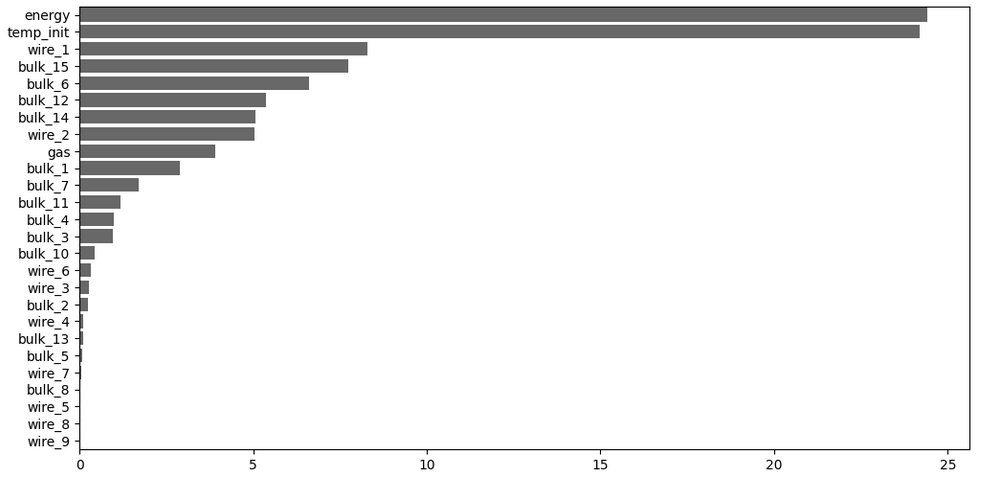 energy
temp_init
wire_1
bulk_15
bulk_6
bulk_12
bulk_14
wire_2
gas
bulk_1
bulk_7
bulk_11
bulk_4
bulk_3
bulk_10
wire_6
wire_3
bulk_2
wire_4
bulk_13
bulk_5
wire_7
bulk_8
wire_5
wire_8
wire_9
0 5 10 15 20 25